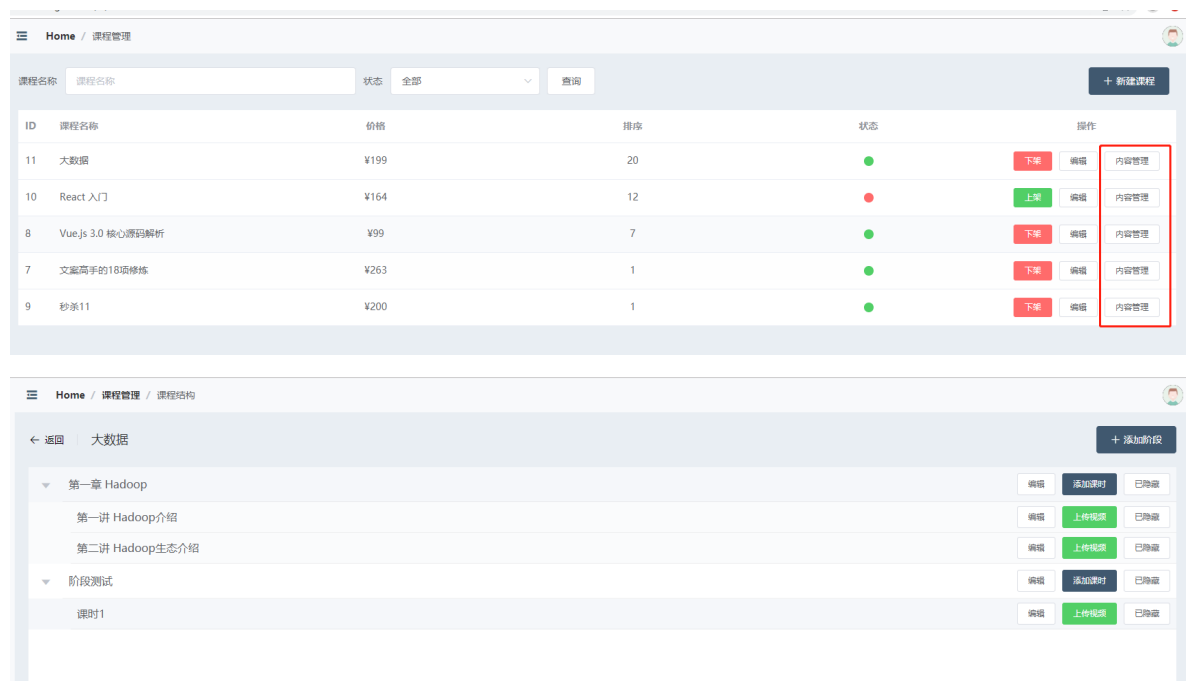 Home / 课程管理
课程名称 课程名称 状态 全部 查询 + 新建课程
ID 课程名称 价格 排序 状态 操作
11 大数据 ¥199 20 下架 编辑 内容管理
10 React 入门 ¥164 12 上架 编辑 内容管理
8 Vue.js 3.0 核心源码解析 ¥99 7 下架 编辑 内容管理
7 文案高手的18项修炼 ¥263 1 下架 编辑 内容管理
9 秒杀11 ¥200 1 下架 编辑 内容管理
Home / 课程管理 / 课程结构
← 返回 大数据 + 添加阶段
第一章 Hadoop 编辑 添加课时 已隐藏
第一讲 Hadoop介绍 编辑 上传视频 已隐藏
第二讲 Hadoop生态介绍 编辑 上传视频 已隐藏
阶段测试 编辑 添加课时 已隐藏
课时1 编辑 上传视频 已隐藏